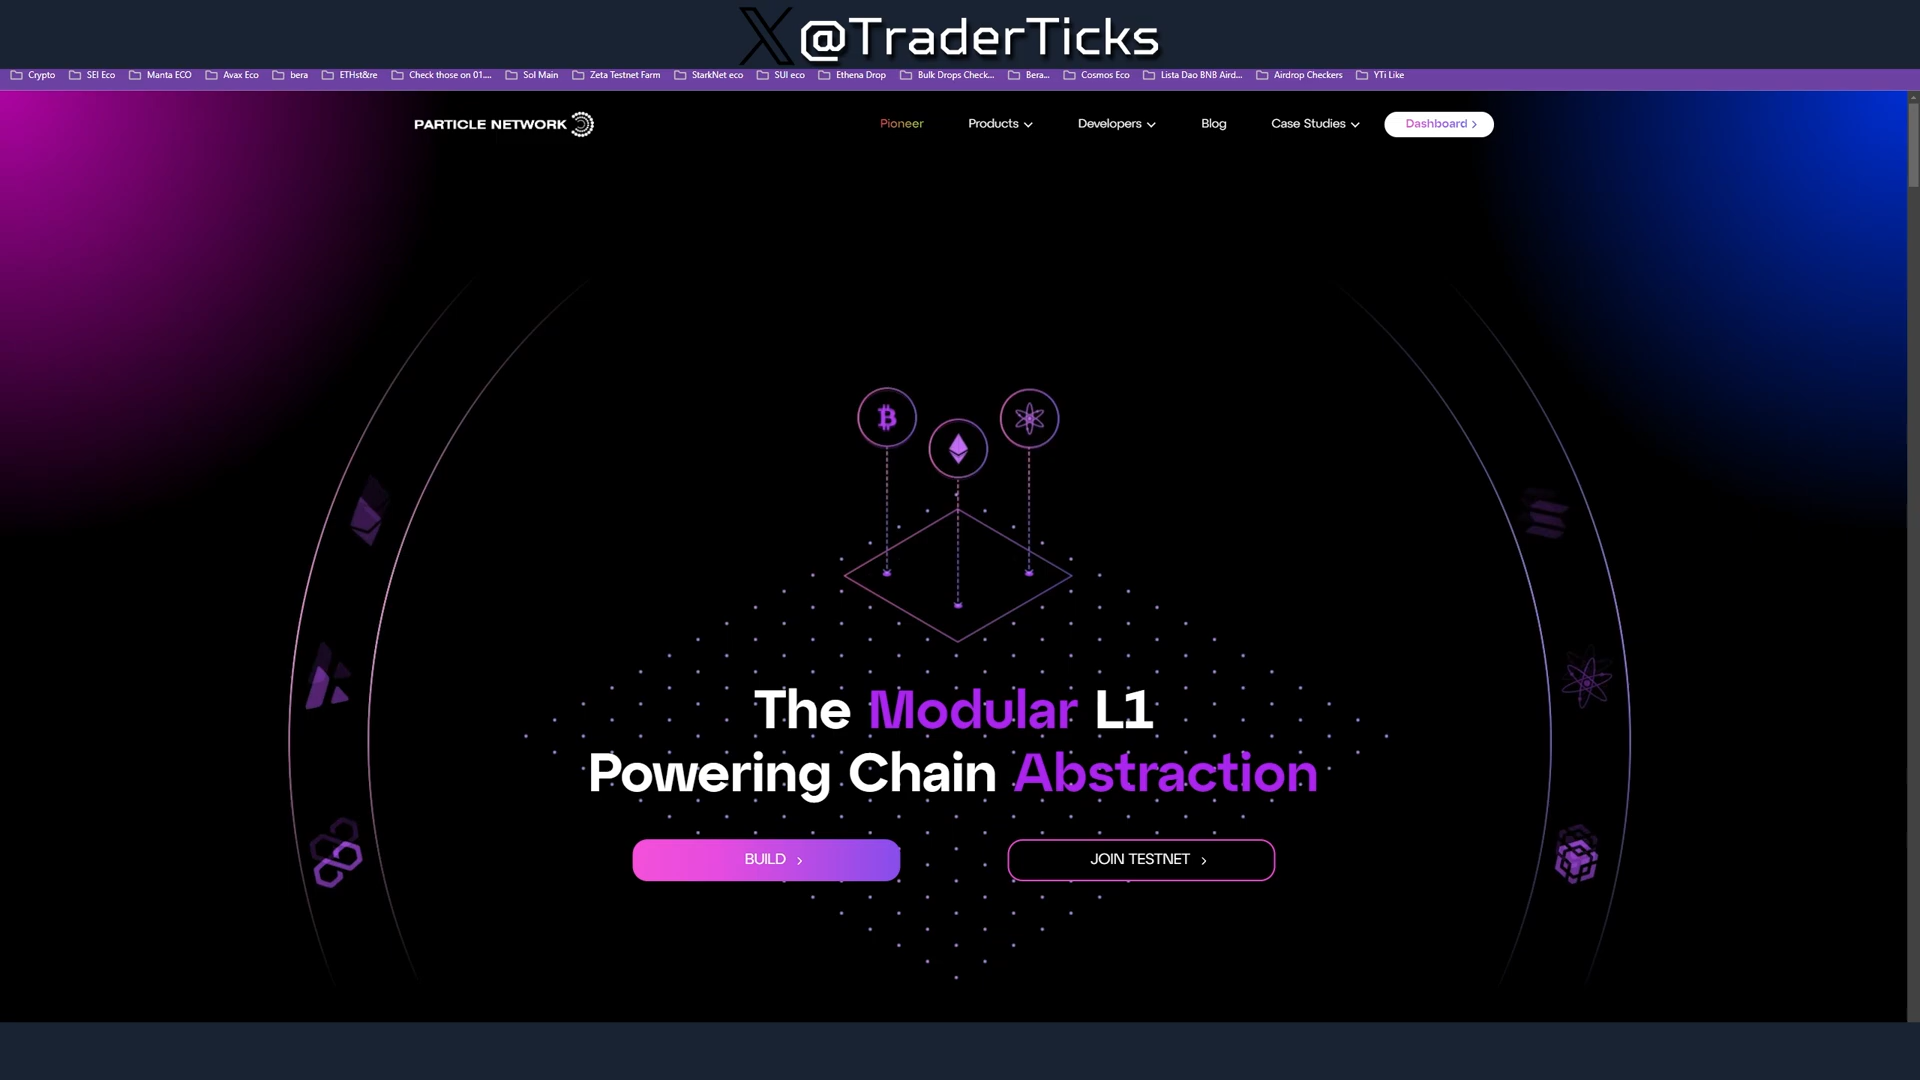 @TraderTicks
Crypto SEI Eco Manta ECO Avax Eco bera ETHst&re Check those on 01.... Sol Main Zeta Testnet Farm StarkNet eco SUI eco Ethena Drop Bulk Drops Check... Bera... Cosmos Eco Lista Dao BNB Aird... Airdrop Checkers YTi Like
PARTICLE NETWORK Pioneer Products Developers Blog Case Studies Dashboard
The Modular L1
Powering Chain Abstraction
BUILD JOIN TESTNET